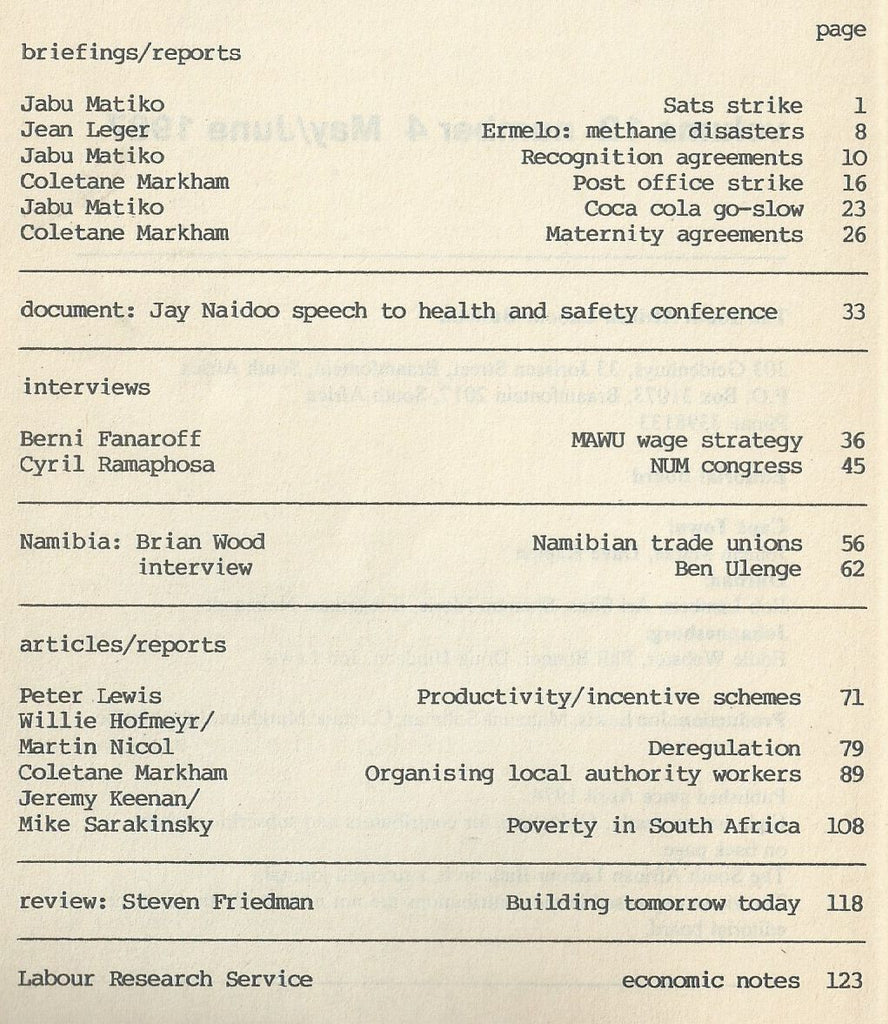 page
briefings/reports
Jabu Matiko Sats strike 1
Jean Leger Ermelo: methane disasters 8
Jabu Matiko Recognition agreements 10
Coletane Markham Post office strike 16
Jabu Matiko Coca cola go-slow 23
Coletane Markham Maternity agreements 26
document: Jay Naidoo speech to health and safety conference 33
interviews
Berni Fanaroff MAWU wage strategy 36
Cyril Ramaphosa NUM congress 45
Namibia: Brian Wood Namibian trade unions 56
interview Ben Ulenge 62
articles/reports
Peter Lewis Productivity/incentive schemes 71
Willie Hofmeyr/
Martin Nicol Deregulation 79
Coletane Markham Organising local authority workers 89
Jeremy Keenan/
Mike Sarakinsky Poverty in South Africa 108
review: Steven Friedman Building tomorrow today 118
Labour Research Service economic notes 123